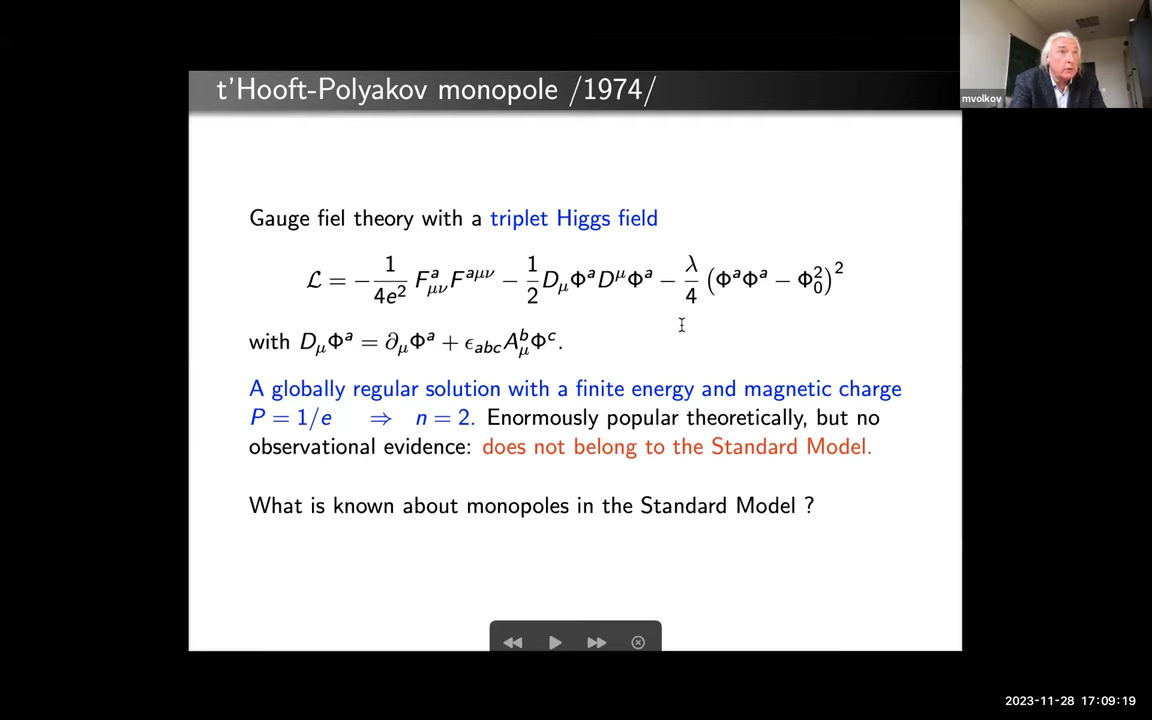 mvolkov
t'Hooft-Polyakov monopole /1974/
Gauge fiel theory with a triplet Higgs field
ℒ = −1/(4e²) F^a_{μν}F^{aμν} − 1/2 D_μΦ^aD^μΦ^a − λ/4 (Φ^aΦ^a − Φ_0^2)^2
with D_μΦ^a = ∂_μΦ^a + ϵ_{abc}A^b_μΦ^c.
A globally regular solution with a finite energy and magnetic charge
P = 1/e ⇒ n = 2. Enormously popular theoretically, but no
observational evidence: does not belong to the Standard Model.
What is known about monopoles in the Standard Model ?
2023-11-28 17:09:19